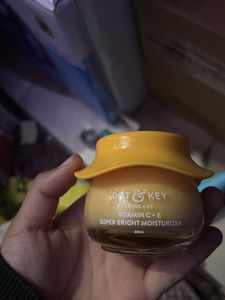 DOT & KEY
SKINCARE
VITAMIN C + E
SUPER BRIGHT MOISTURIZER
60ml